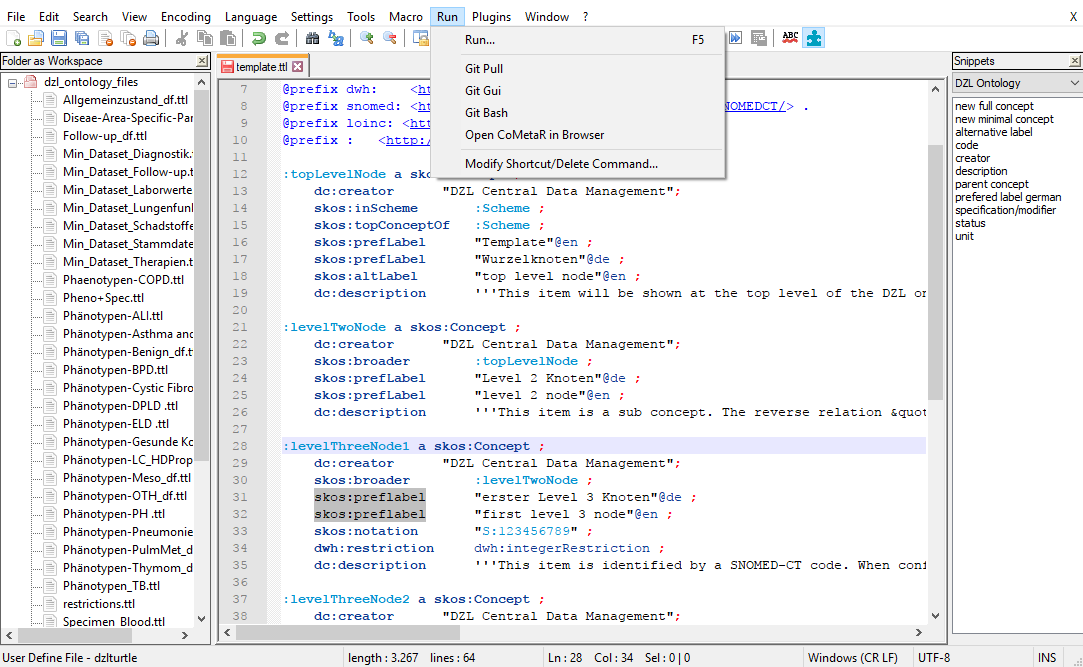 File Edit Search View Encoding Language Settings Tools Macro Run Plugins Window ? X
ABC
Run... F5
Git Pull
Git Gui
Git Bash
Open CoMetaR in Browser
Modify Shortcut/Delete Command...
Folder as Workspace
dzl_ontology_files
Allgemeinzustand_df.ttl
Diseae-Area-Specific-Par
Follow-up_df.ttl
Min_Dataset_Diagnostik.
Min_Dataset_Follow-up.t
Min_Dataset_Laborwerte
Min_Dataset_Lungenfunl
Min_Dataset_Schadstoffe
Min_Dataset_Stammdate
Min_Dataset_Therapien.t
Phaenotypen-COPD.ttl
Pheno+Spec.ttl
Phänotypen-ALI.ttl
Phänotypen-Asthma and
Phänotypen-Benign_df.t
Phänotypen-BPD.ttl
Phänotypen-Cystic Fibro
Phänotypen-DPLD .ttl
Phänotypen-ELD .ttl
Phänotypen-Gesunde Ko
Phänotypen-LC_HDProp
Phänotypen-Meso_df.ttl
Phänotypen-OTH_df.ttl
Phänotypen-PH .ttl
Phänotypen-Pneumonie
Phänotypen-PulmMet_d
Phänotypen-Thymom_d
Phänotypen_TB.ttl
restrictions.ttl
Specimen_Blood.ttl
template.ttl
7 @prefix dwh: <ht
8 @prefix snomed: <ht NOMEDCT/> .
9 @prefix loinc: <htt
10 @prefix : <http:/
11
12 :topLevelNode a sko
13 dc:creator "DZL Central Data Management";
14 skos:inScheme :Scheme ;
15 skos:topConceptOf :Scheme ;
16 skos:prefLabel "Template"@en ;
17 skos:prefLabel "Wurzelknoten"@de ;
18 skos:altLabel "top level node"@en ;
19 dc:description '''This item will be shown at the top level of the DZL on
20
21 :levelTwoNode a skos:Concept ;
22 dc:creator "DZL Central Data Management";
23 skos:broader :topLevelNode ;
24 skos:prefLabel "Level 2 Knoten"@de ;
25 skos:prefLabel "level 2 node"@en ;
26 dc:description '''This item is a sub concept. The reverse relation &quot
27
28 :levelThreeNode1 a skos:Concept ;
29 dc:creator "DZL Central Data Management";
30 skos:broader :levelTwoNode ;
31 skos:preflabel "erster Level 3 Knoten"@de ;
32 skos:preflabel "first level 3 node"@en ;
33 skos:notation "S:123456789" ;
34 dwh:restriction dwh:integerRestriction ;
35 dc:description '''This item is identified by a SNOMED-CT code. When conf
36
37 :levelThreeNode2 a skos:Concept ;
38 dc:creator "DZL Central Data Management";
Snippets
DZL Ontology
new full concept
new minimal concept
alternative label
code
creator
description
parent concept
prefered label german
specification/modifier
status
unit
User Define File - dzlturtle length : 3.267 lines : 64 Ln : 28 Col : 34 Sel : 0 | 0 Windows (CR LF) UTF-8 INS